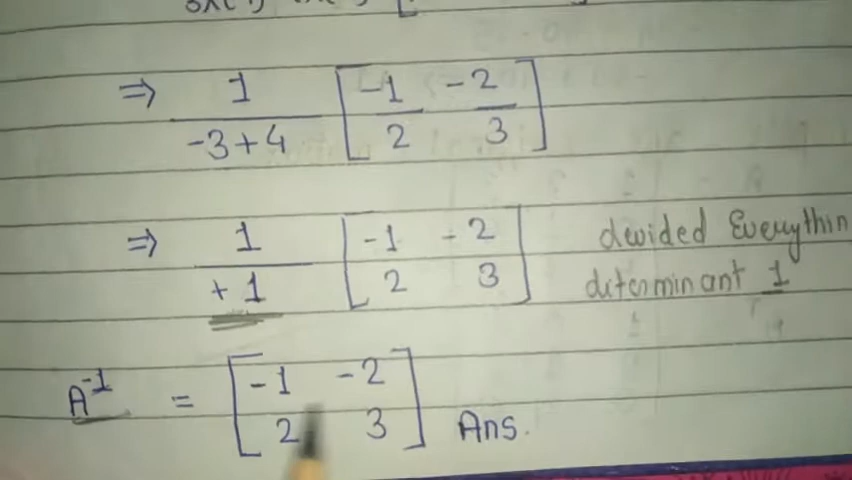 ⇒ 1 -1 -2
-3+4 2 3
⇒ 1 -1 -2 devided Everythin
+1 2 3 determinant 1
A⁻¹ = -1 -2
2 3 Ans.